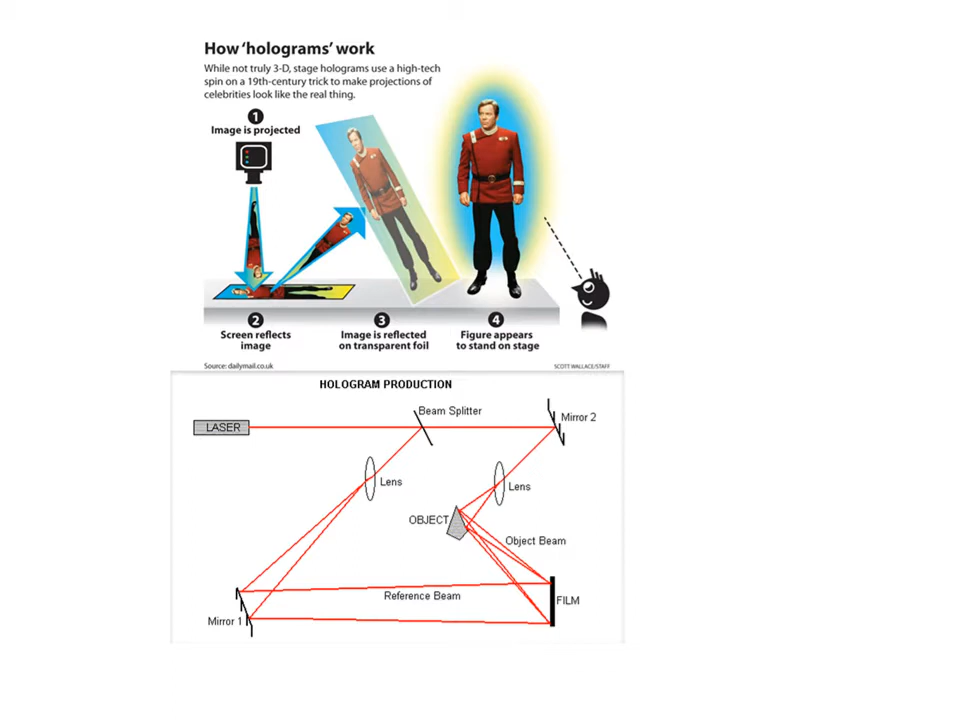 How ‘holograms’ work
While not truly 3-D, stage holograms use a high-tech
spin on a 19th-century trick to make projections of
celebrities look like the real thing.
1
Image is projected
2
Screen reflects
image
3
Image is reflected
on transparent foil
4
Figure appears
to stand on stage
Source: dailymail.co.uk
SCOTT WALLACE/STAFF
HOLOGRAM PRODUCTION
Beam Splitter
Mirror 2
LASER
Lens
Lens
OBJECT
Object Beam
Reference Beam
FILM
Mirror 1